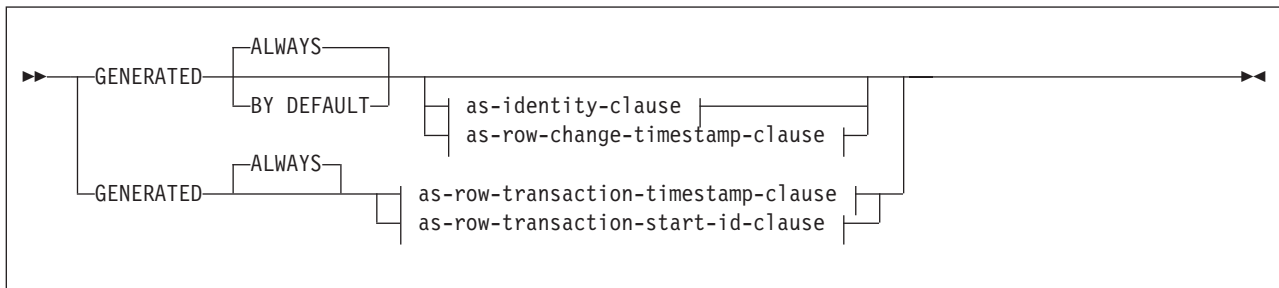 ALWAYS
GENERATED
BY DEFAULT
as-identity-clause
as-row-change-timestamp-clause
ALWAYS
GENERATED
as-row-transaction-timestamp-clause
as-row-transaction-start-id-clause